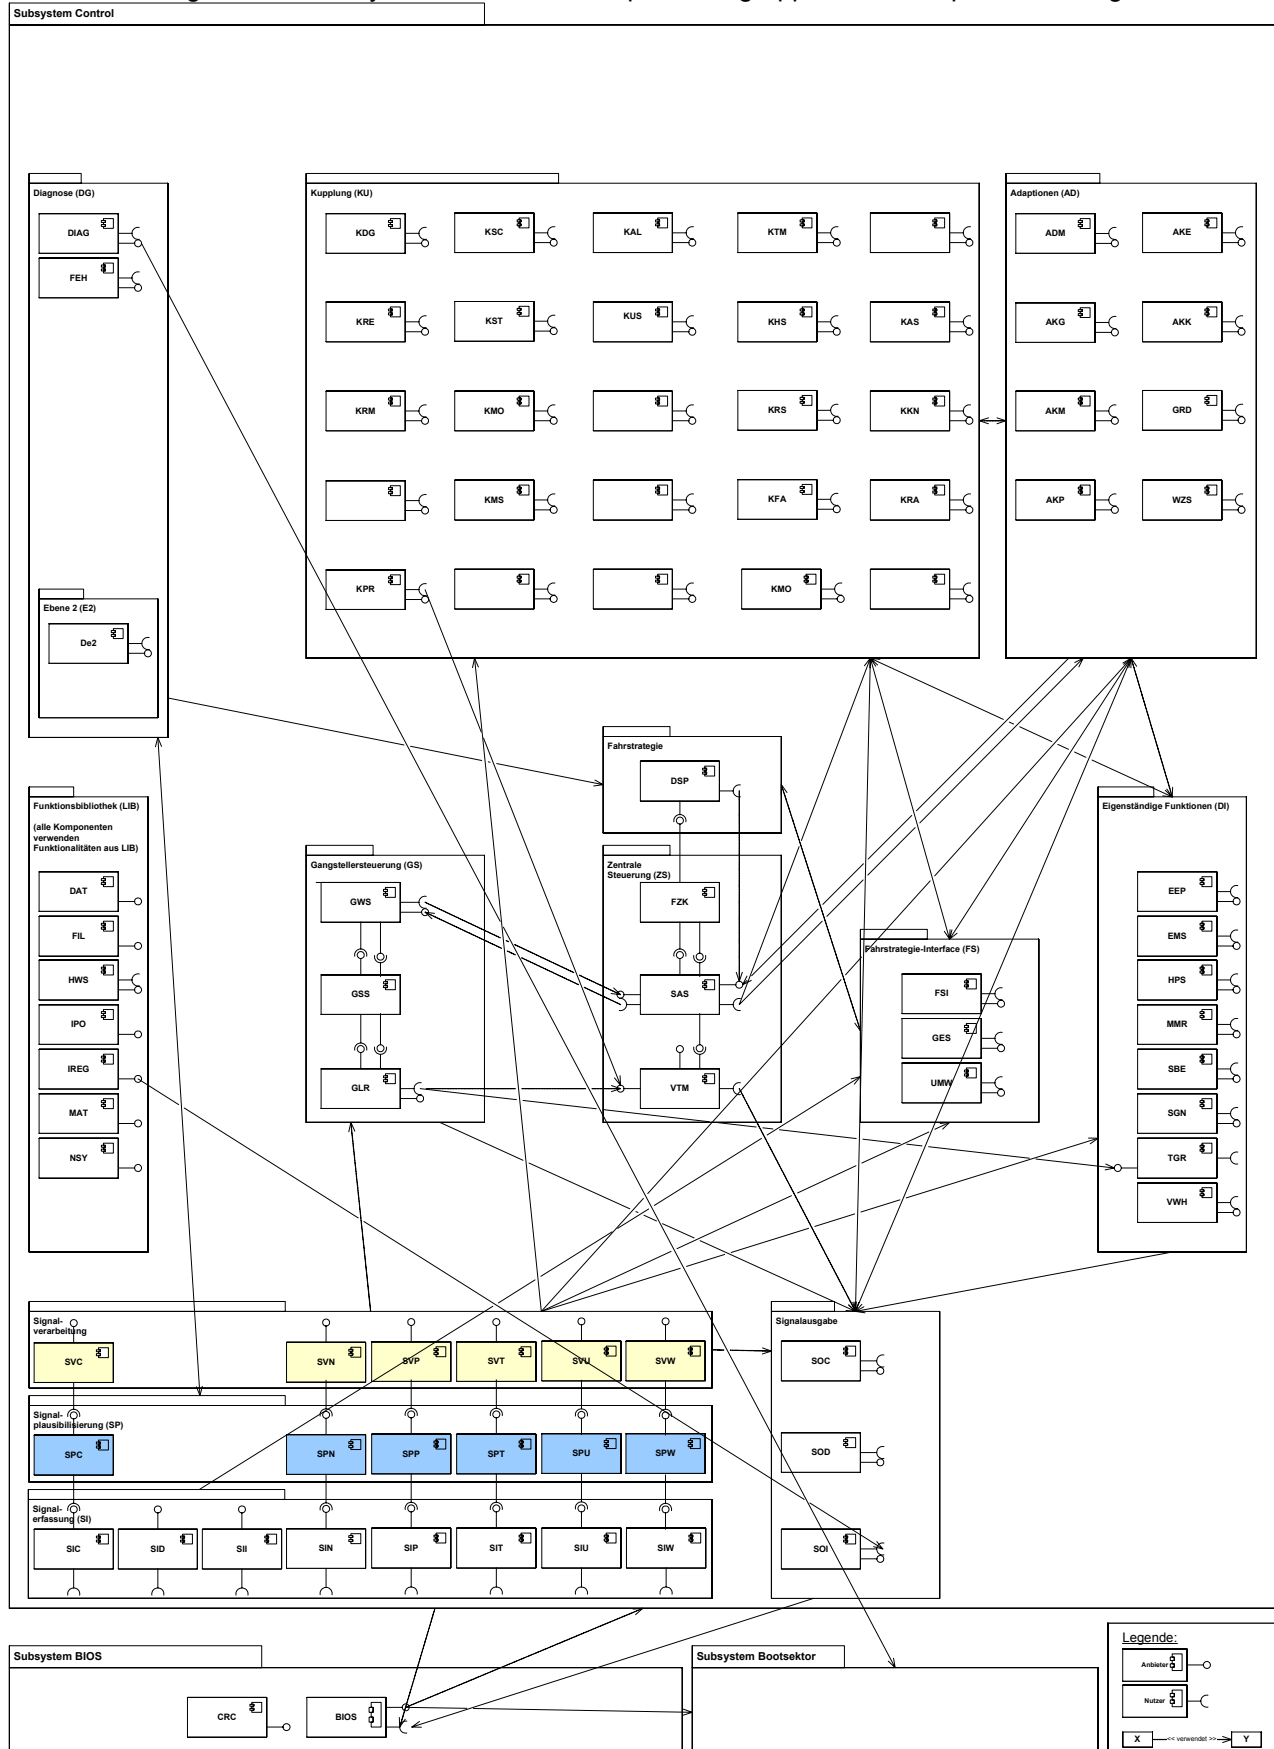 Subsystem Control
Diagnose (DG)
DIAG
FEH
Ebene 2 (E2)
De2
Kupplung (KU)
KDG
KSC
KAL
KTM
KRE
KST
KUS
KHS
KAS
KRM
KMO
KRS
KKN
KMS
KFA
KRA
KPR
KMO
Adaptionen (AD)
ADM
AKE
AKG
AKK
AKM
GRD
AKP
WZS
Funktionsbibliothek (LIB)
(alle Komponenten
verwenden
Funktionalitäten aus LIB)
DAT
FIL
HWS
IPO
IREG
MAT
NSY
Gangstellersteuerung (GS)
GWS
GSS
GLR
Fahrstrategie
DSP
Zentrale
Steuerung (ZS)
FZK
SAS
VTM
Fahrstrategie-Interface (FS)
FSI
GES
UMW
Eigenständige Funktionen (DI)
EEP
EMS
HPS
MMR
SBE
SGN
TGR
VWH
Signal-
verarbeitung
SVC
SVN
SVP
SVT
SVU
SVW
Signal-
plausibilisierung (SP)
SPC
SPN
SPP
SPT
SPU
SPW
Signal-
erfassung (SI)
SIC
SID
SII
SIN
SIP
SIT
SIU
SIW
Signalausgabe
SOC
SOD
SOI
Subsystem BIOS
CRC
BIOS
Subsystem Bootsektor
Legende:
Anbieter
Nutzer
X << verwendet >> Y